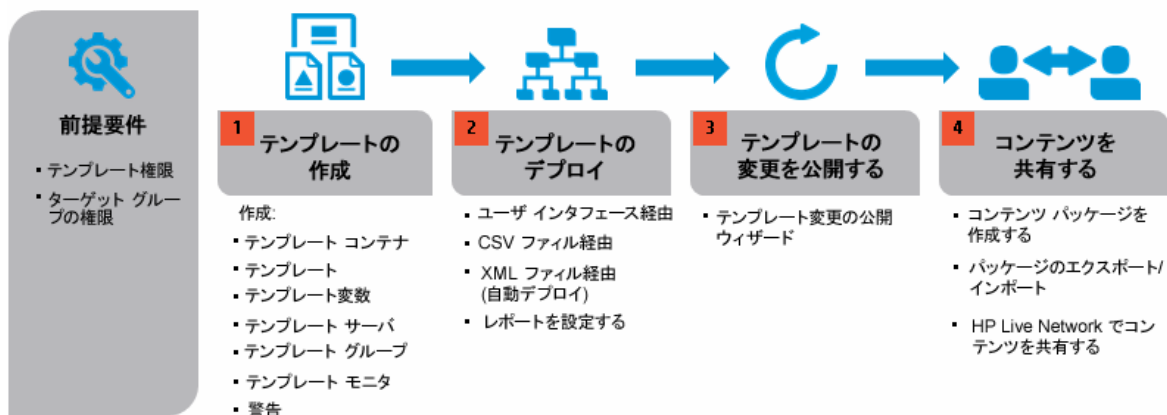 前提要件
▪ テンプレート権限
▪ ターゲット グルー
プの権限
1
テンプレートの
作成
作成:
▪ テンプレート コンテナ
▪ テンプレート
▪ テンプレート変数
▪ テンプレート サーバ
▪ テンプレート グループ
▪ テンプレート モニタ
▪ 警告
2
テンプレートの
デプロイ
▪ ユーザ インタフェース経由
▪ CSV ファイル経由
▪ XML ファイル経由
(自動デプロイ)
▪ レポートを設定する
3
テンプレートの
変更を公開する
▪ テンプレート変更の公開
ウィザード
4
コンテンツを
共有する
▪ コンテンツ パッケージを
作成する
▪ パッケージのエクスポート/
インポート
▪ HP Live Network でコン
テンツを共有する